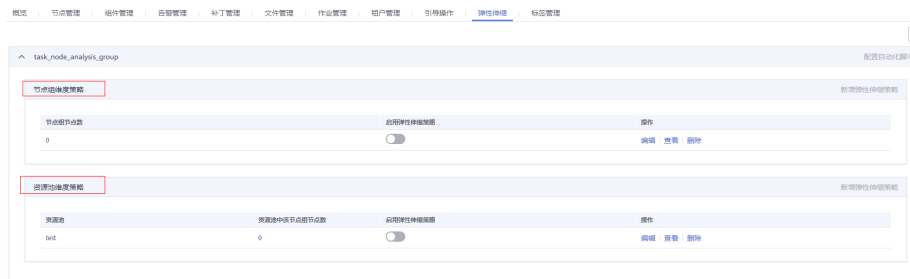 概览 节点管理 组件管理 告警管理 补丁管理 文件管理 作业管理 租户管理 引导操作 弹性伸缩 标签管理
task_node_analysis_group 配置自动化脚本
节点组维度策略 新增弹性伸缩策略
节点组节点数 启用弹性伸缩策略 操作
0 编辑 查看 删除
资源池维度策略 新增弹性伸缩策略
资源池 资源池中该节点组节点数 启用弹性伸缩策略 操作
test 0 编辑 查看 删除